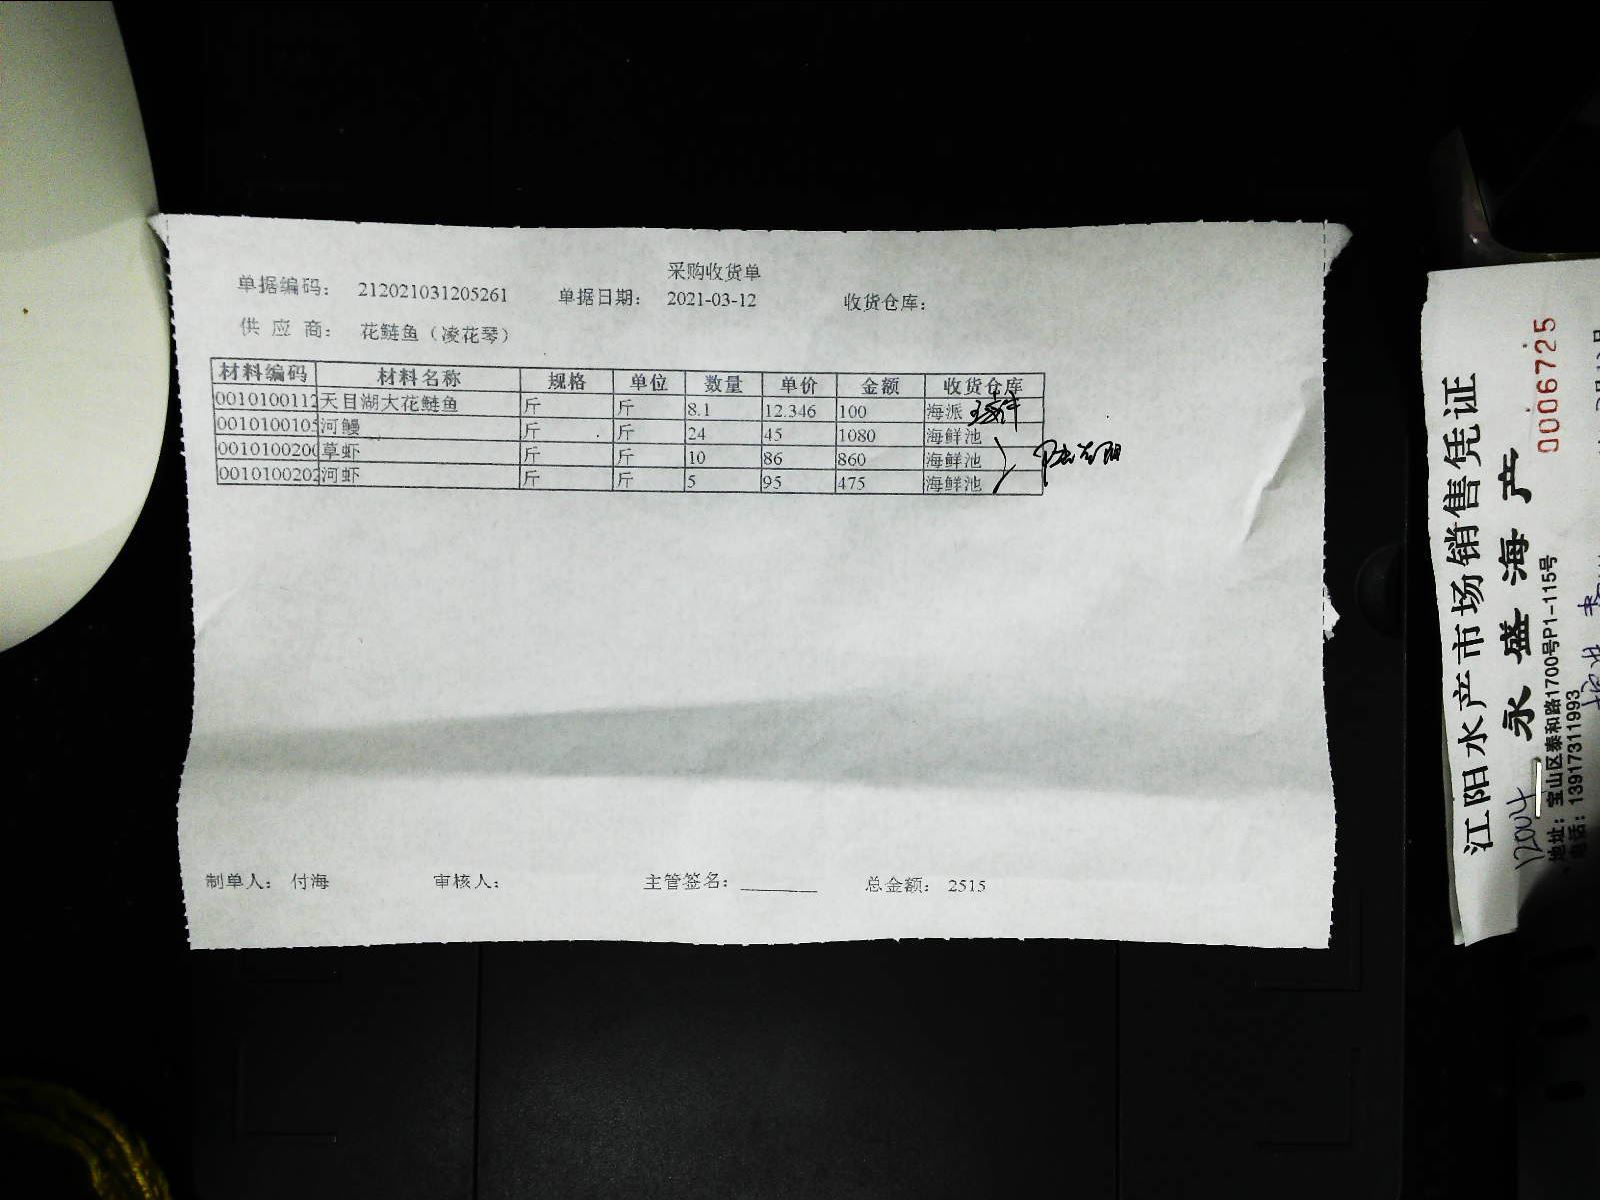 采购收货单
单据编码： 212021031205261 单据日期： 2021-03-12 收货仓库：
供 应 商： 花鲢鱼（凌花琴）
材料编码 材料名称 规格 单位 数量 单价 金额 收货仓库
0010100112 天目湖大花鲢鱼 斤 斤 8.1 12.346 100 海派
0010100105 河鳗 斤 斤 24 45 1080 海鲜池
0010100200 草虾 斤 斤 10 86 860 海鲜池
0010100202 河虾 斤 斤 5 95 475 海鲜池
制单人： 付海 审核人： 主管签名： 总金额： 2515
江阳水产市场销售凭证
永盛海产
0006725
地址：宝山区泰和路1700号P1-115号
电话：13917311993